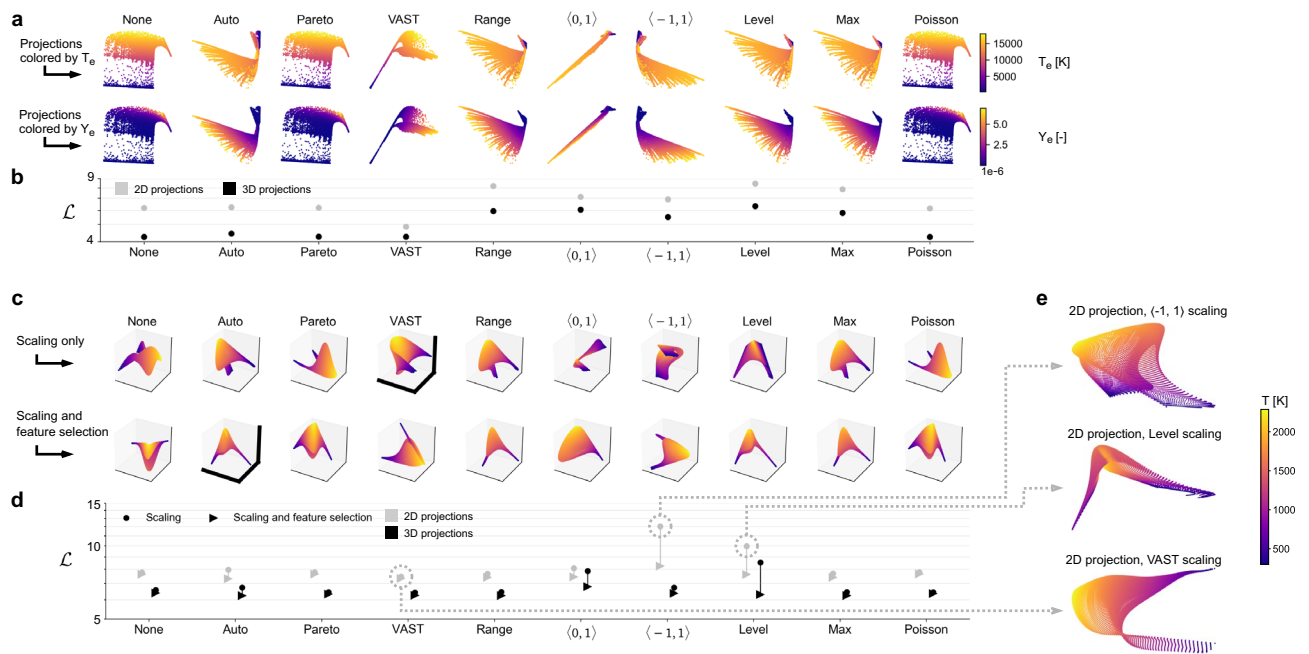 a
None Auto Pareto VAST Range ⟨0, 1⟩ ⟨−1, 1⟩ Level Max Poisson
Projections
colored by Tₑ
15000
10000
5000
Tₑ [K]
Projections
colored by Yₑ
5.0
2.5
1e-6
Yₑ [-]
b
9
ℒ
4
2D projections 3D projections
None Auto Pareto VAST Range ⟨0, 1⟩ ⟨−1, 1⟩ Level Max Poisson
c
None Auto Pareto VAST Range ⟨0, 1⟩ ⟨−1, 1⟩ Level Max Poisson
Scaling only
Scaling and
feature selection
d
15
10
ℒ
5
Scaling Scaling and feature selection 2D projections
3D projections
None Auto Pareto VAST Range ⟨0, 1⟩ ⟨−1, 1⟩ Level Max Poisson
e
2D projection, ⟨-1, 1⟩ scaling
2D projection, Level scaling
2D projection, VAST scaling
T [K]
2000
1500
1000
500